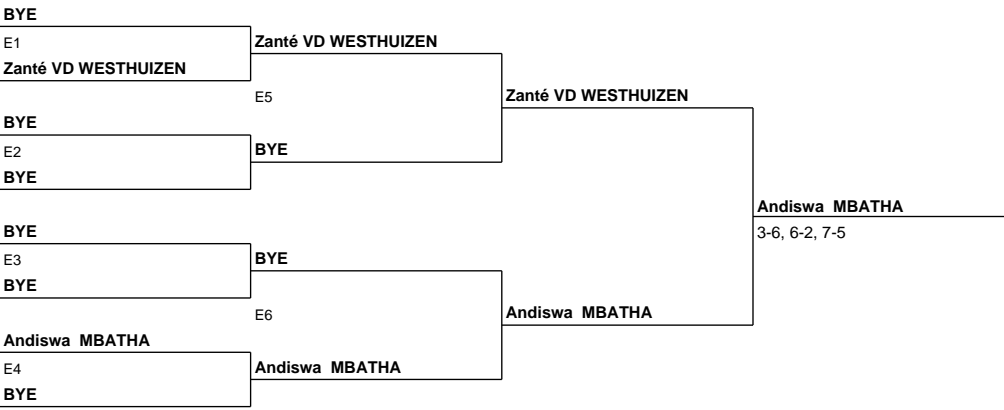 BYE
E1
Zanté VD WESTHUIZEN
Zanté VD WESTHUIZEN
E5
Zanté VD WESTHUIZEN
BYE
E2
BYE
BYE
Andiswa MBATHA
3-6, 6-2, 7-5
BYE
E3
BYE
BYE
E6
Andiswa MBATHA
Andiswa MBATHA
E4
Andiswa MBATHA
BYE